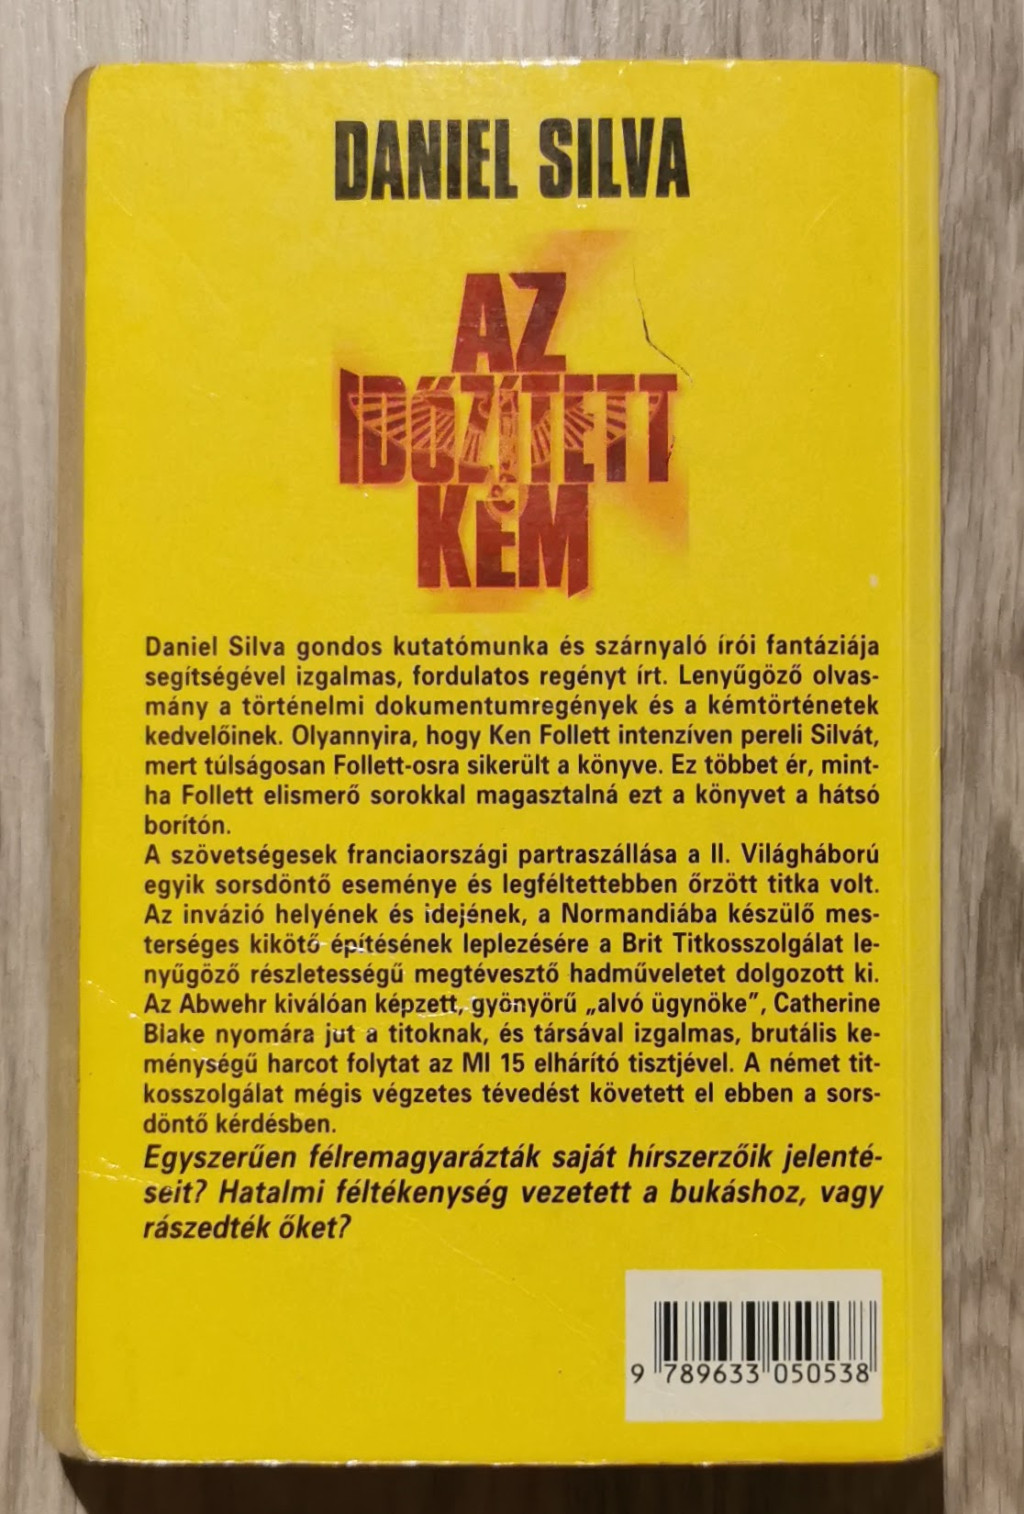 DANIEL SILVA
AZ
IDŐZÍTETT
KÉM
Daniel Silva gondos kutatómunka és szárnyaló írói fantáziája
segítségével izgalmas, fordulatos regényt írt. Lenyűgöző olvas-
mány a történelmi dokumentumregények és a kémtörténetek
kedvelőinek. Olyannyira, hogy Ken Follett intenzíven pereli Silvát,
mert túlságosan Follett-osra sikerült a könyve. Ez többet ér, mint-
ha Follett elismerő sorokkal magasztalná ezt a könyvet a hátsó
borítón.
A szövetségesek franciaországi partraszállása a II. Világháború
egyik sorsdöntő eseménye és legféltettebben őrzött titka volt.
Az invázió helyének és idejének, a Normandiába készülő mes-
terséges kikötő építésének leplezésére a Brit Titkosszolgálat le-
nyűgöző részletességű megtévesztő hadműveletet dolgozott ki.
Az Abwehr kiválóan képzett, gyönyörű „alvó ügynöke”, Catherine
Blake nyomára jut a titoknak, és társával izgalmas, brutális ke-
ménységű harcot folytat az MI 15 elhárító tisztjével. A német tit-
kosszolgálat mégis végzetes tévedést követett el ebben a sors-
döntő kérdésben.
Egyszerűen félremagyarázták saját hírszerzőik jelenté-
seit? Hatalmi féltékenység vezetett a bukáshoz, vagy
rászedték őket?
9 789633 050538